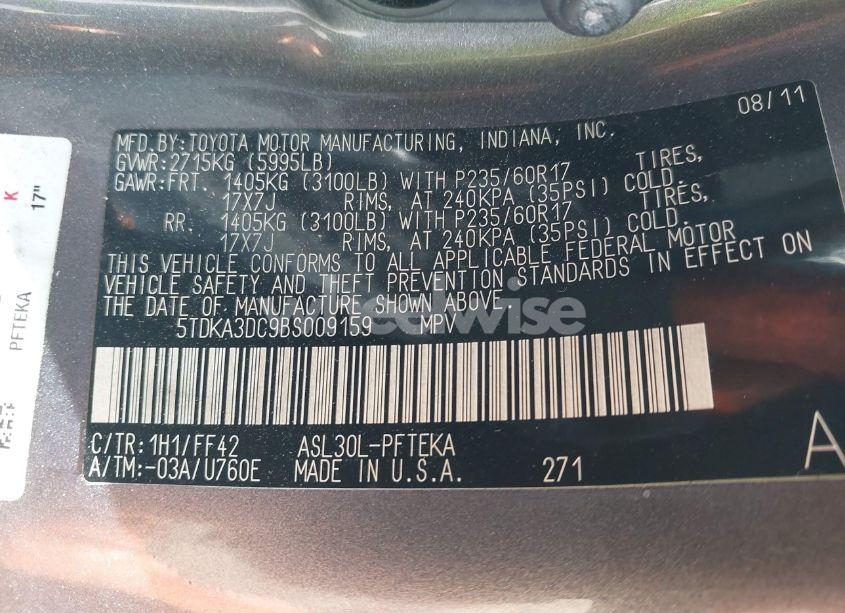 08/11
MFD.BY:TOYOTA MOTOR MANUFACTURING, INDIANA, INC.
GVWR:2715KG (5995LB)
GAWR:FRT. 1405KG (3100LB) WITH P235/60R17 TIRES,
17X7J RIMS, AT 240KPA (35PSI) COLD.
RR. 1405KG (3100LB) WITH P235/60R17 TIRES,
17X7J RIMS, AT 240KPA (35PSI) COLD.
THIS VEHICLE CONFORMS TO ALL APPLICABLE FEDERAL MOTOR
VEHICLE SAFETY AND THEFT PREVENTION STANDARDS IN EFFECT ON
THE DATE OF MANUFACTURE SHOWN ABOVE.
5TDKA3DC9BS009159 MPV
C/TR:1H1/FF42 ASL30L-PFTEKA
A/TM:-03A/U760E MADE IN U.S.A. 271
A
K
17"
PFTEKA